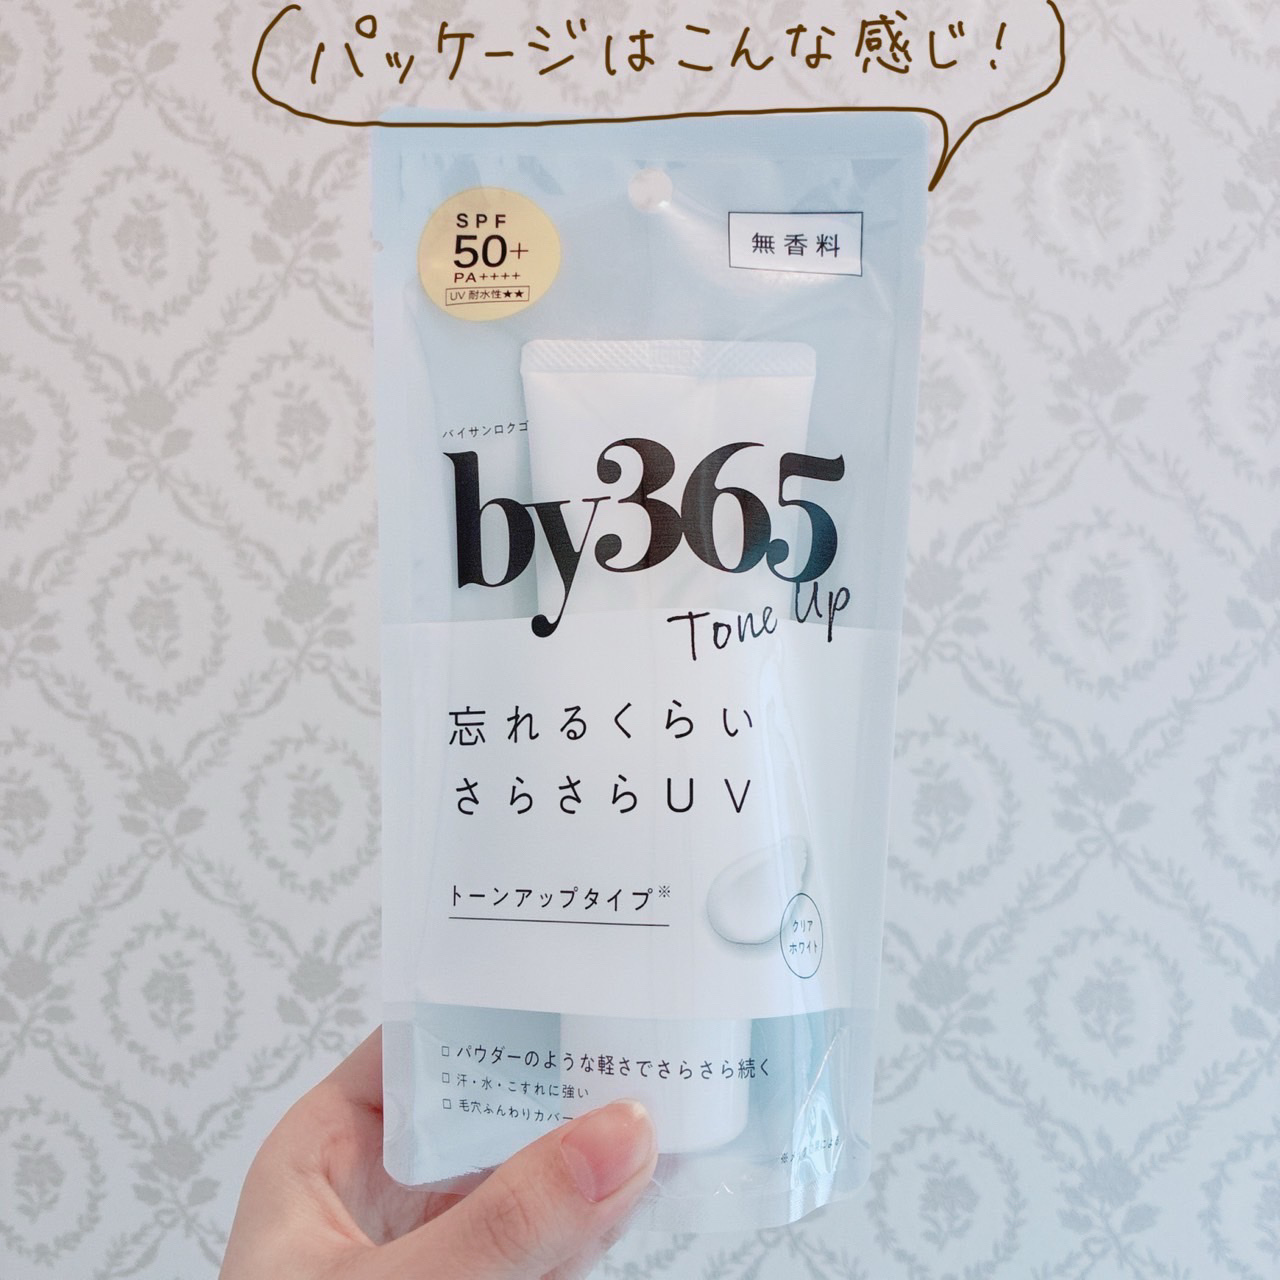 パッケージはこんな感じ!
SPF
50+
PA++++
UV耐水性★★
無香料
バイサンロクゴ
by365
Tone Up
忘れるくらい
さらさらUV
トーンアップタイプ※
クリア
ホワイト
□ パウダーのような軽さでさらさら続く
□ 汗・水・こすれに強い
□ 毛穴ふんわりカバー